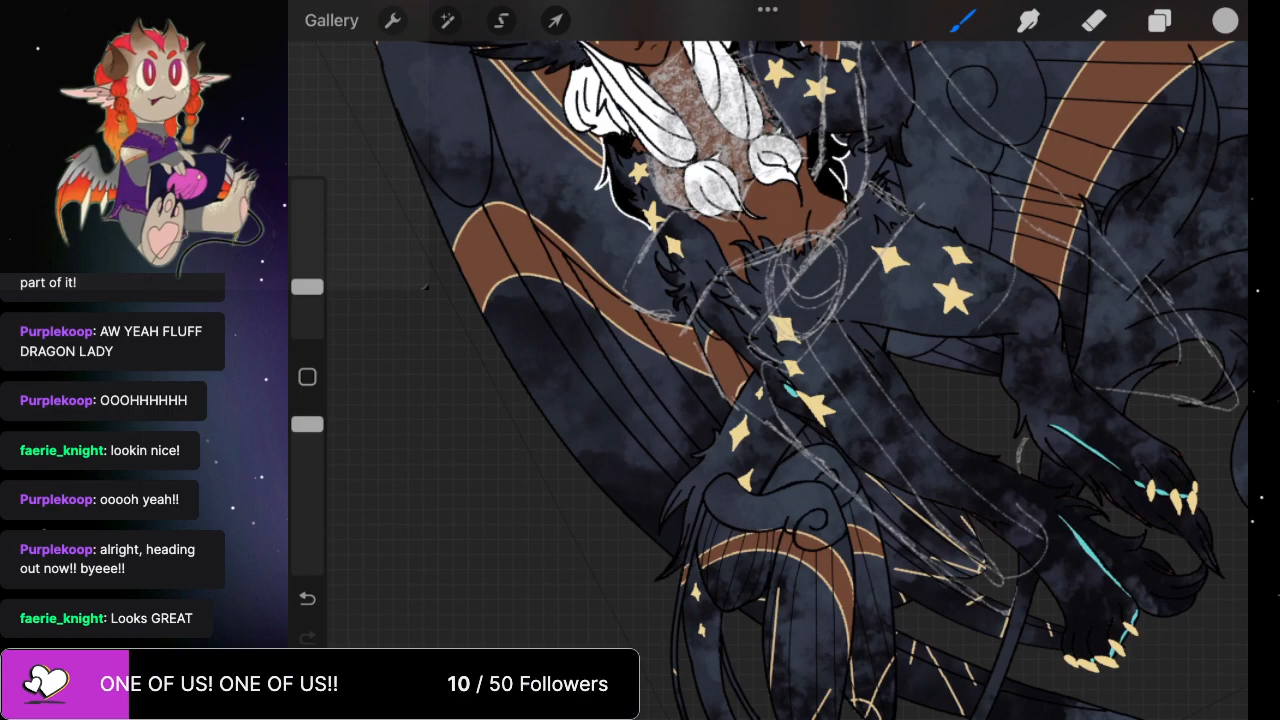 Gallery
part of it!
Purplekoop: AW YEAH FLUFF
DRAGON LADY
Purplekoop: OOOHHHHHH
faerie_knight: lookin nice!
Purplekoop: ooooh yeah!!
Purplekoop: alright, heading
out now!! byeee!!
faerie_knight: Looks GREAT
ONE OF US! ONE OF US!!
10 / 50 Followers